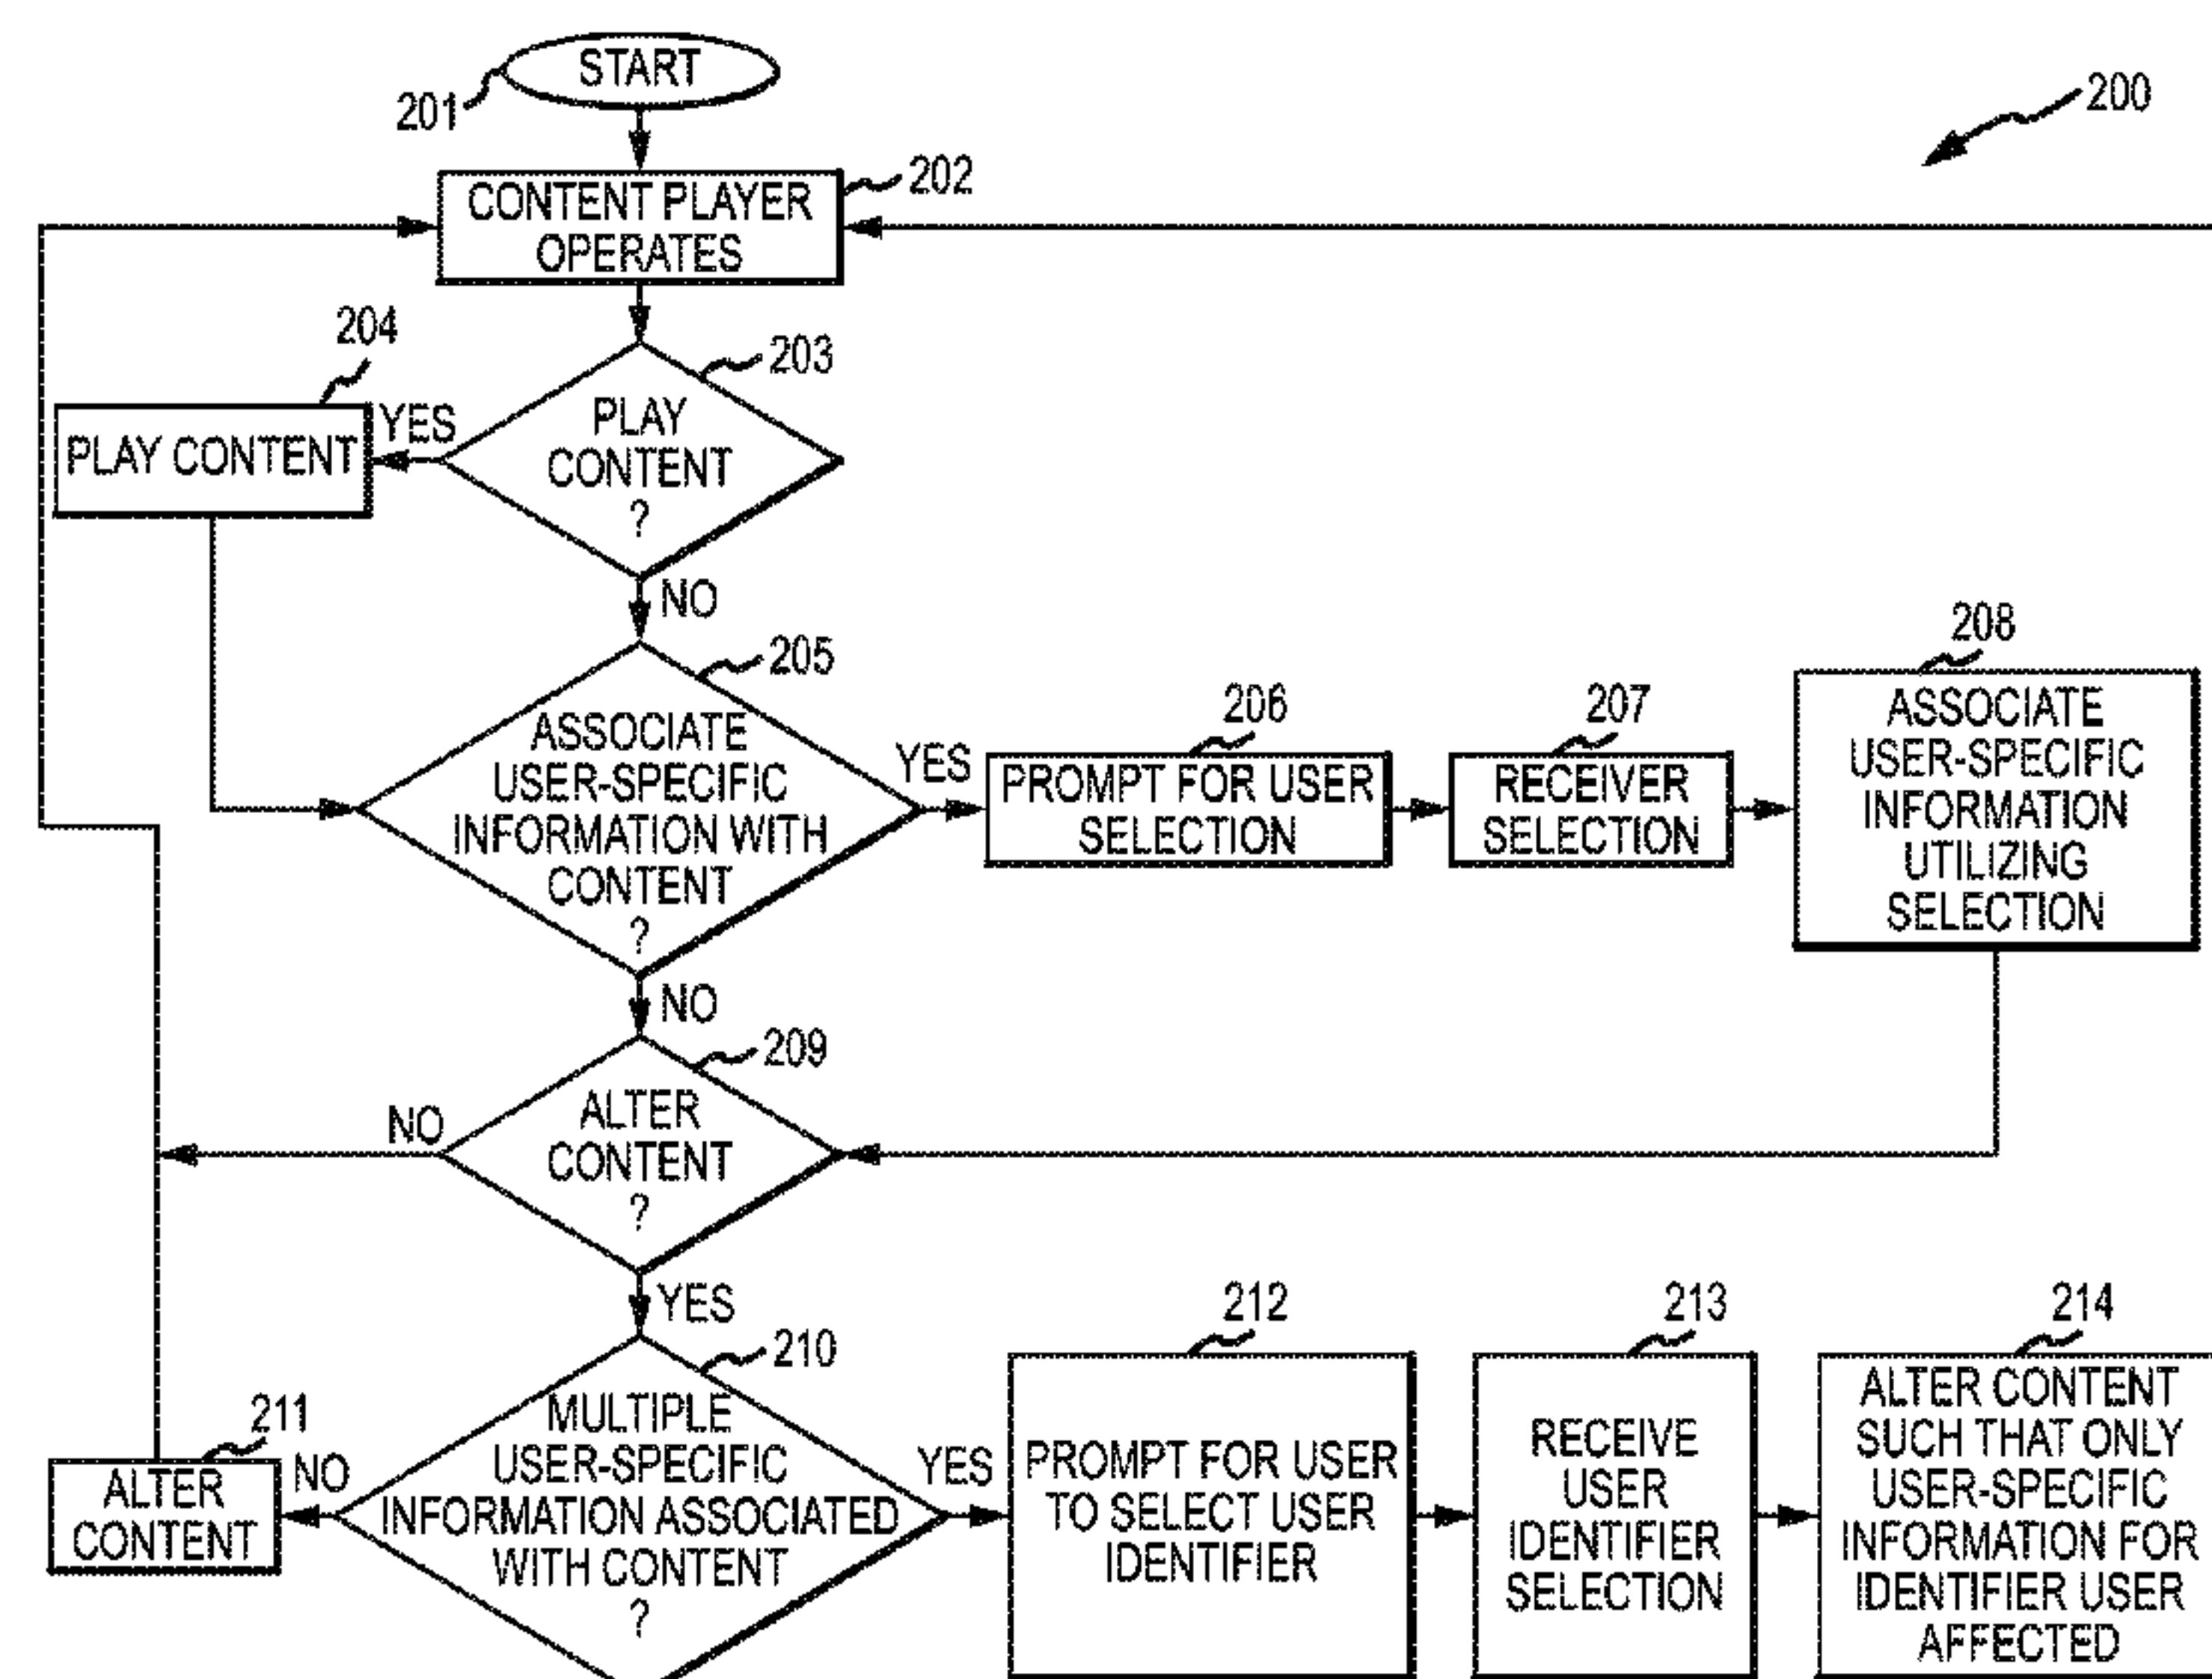 START
201
200
CONTENT PLAYER
OPERATES
202
204
203
PLAY
CONTENT
?
YES
PLAY CONTENT
NO
205
ASSOCIATE
USER-SPECIFIC
INFORMATION WITH
CONTENT
?
YES
206
PROMPT FOR USER
SELECTION
207
RECEIVER
SELECTION
208
ASSOCIATE
USER-SPECIFIC
INFORMATION
UTILIZING
SELECTION
NO
209
ALTER
CONTENT
?
NO
YES
210
MULTIPLE
USER-SPECIFIC
INFORMATION ASSOCIATED
WITH CONTENT
?
211
NO
ALTER
CONTENT
YES
212
PROMPT FOR USER
TO SELECT USER
IDENTIFIER
213
RECEIVE
USER
IDENTIFIER
SELECTION
214
ALTER CONTENT
SUCH THAT ONLY
USER-SPECIFIC
INFORMATION FOR
IDENTIFIER USER
AFFECTED